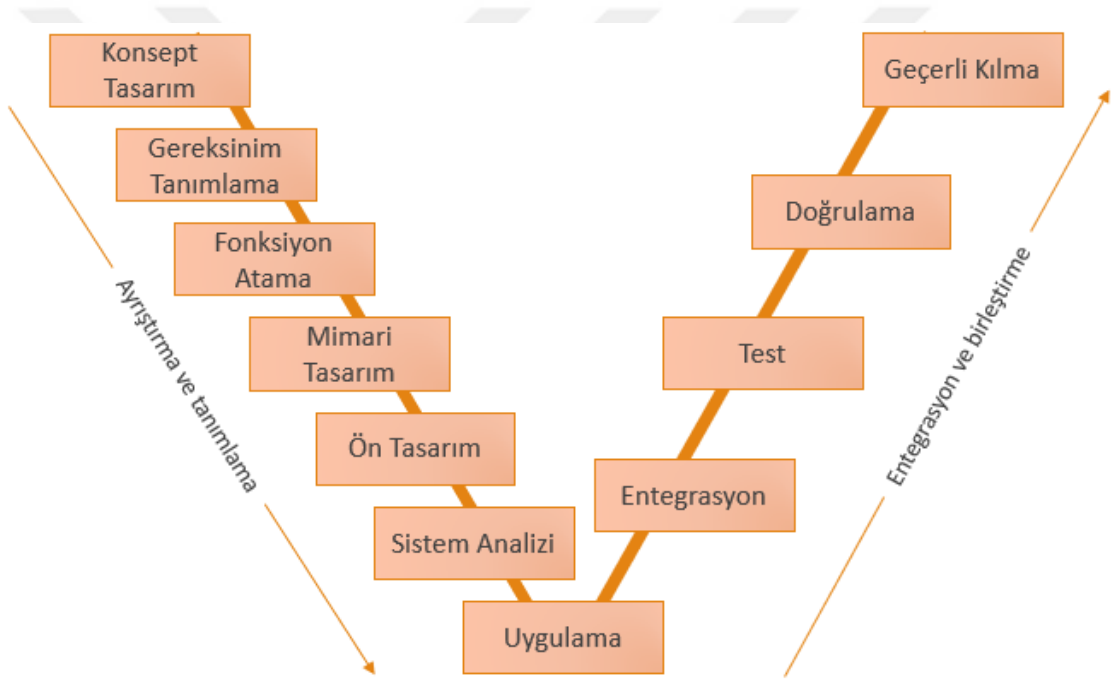 Konsept
Tasarım
Gereksinim
Tanımlama
Fonksiyon
Atama
Mimari
Tasarım
Ön Tasarım
Sistem Analizi
Uygulama
Entegrasyon
Test
Doğrulama
Geçerli Kılma
Ayrıştırma ve tanımlama
Entegrasyon ve birleştirme